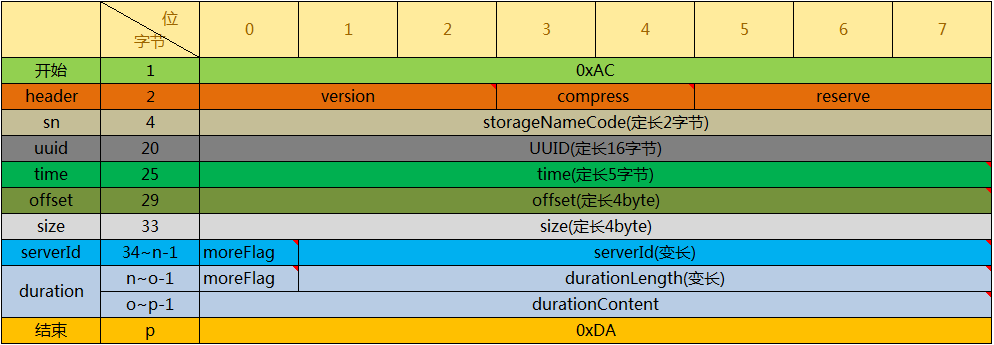 位
字节 0 1 2 3 4 5 6 7
开始 1 0xAC
header 2 version compress reserve
sn 4 storageNameCode(定长2字节)
uuid 20 UUID(定长16字节)
time 25 time(定长5字节)
offset 29 offset(定长4byte)
size 33 size(定长4byte)
serverId 34~n-1 moreFlag serverId(变长)
duration n~o-1 moreFlag durationLength(变长)
o~p-1 durationContent
结束 p 0xDA